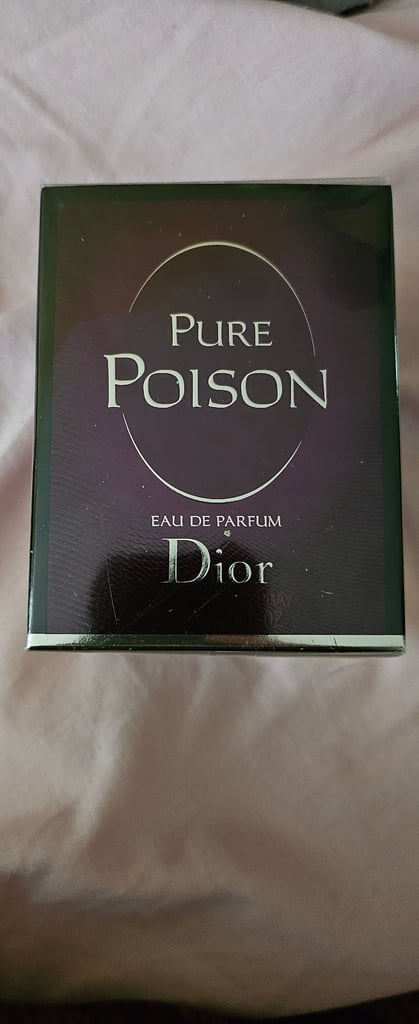 PURE
POISON
EAU DE PARFUM
Dior